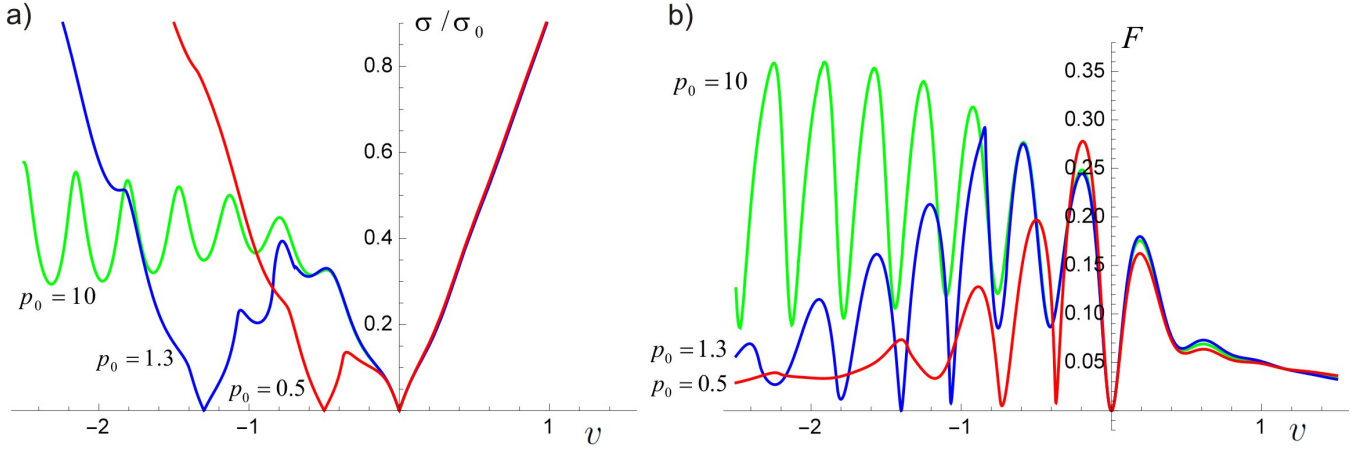 a)
σ / σ₀
0.8
0.6
0.4
0.2
p₀ = 10
p₀ = 1.3
p₀ = 0.5
−2
−1
1
v
b)
F
0.35
0.30
0.25
0.20
0.15
0.10
0.05
p₀ = 10
p₀ = 1.3
p₀ = 0.5
−2
−1
1
v